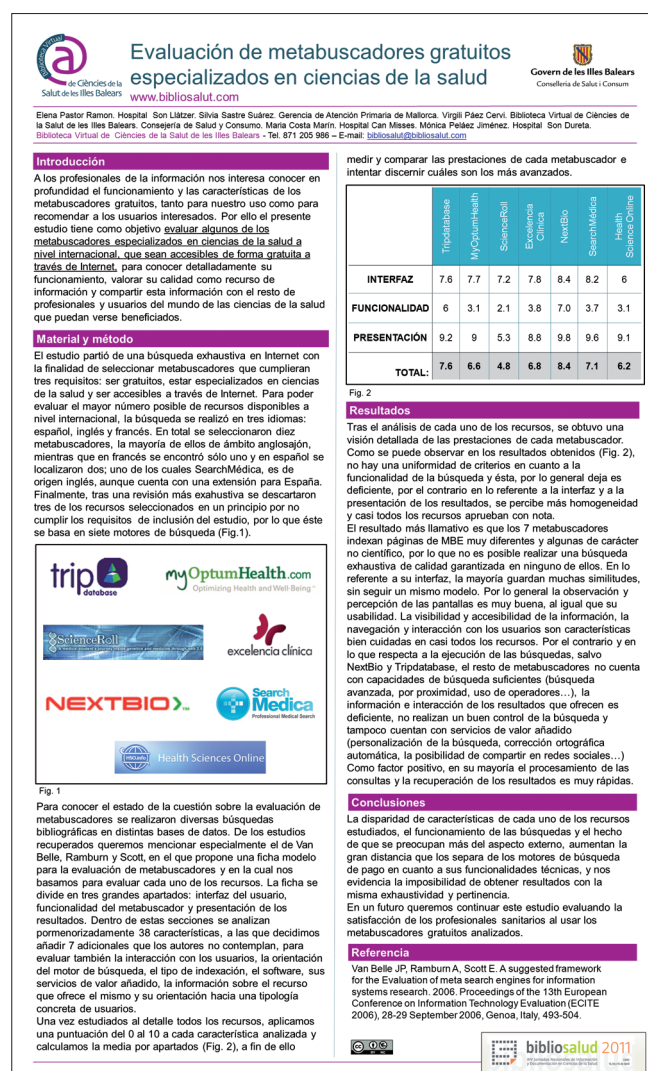 Biblioteca Virtual
de Ciències de la
Salut de les Illes Balears
Evaluación de metabuscadores gratuitos
especializados en ciencias de la salud
www.bibliosalut.com
Govern de les Illes Balears
Conselleria de Salut i Consum
Elena Pastor Ramon. Hospital Son Llàtzer. Silvia Sastre Suárez. Gerencia de Atención Primaria de Mallorca. Virgili Páez Cervi. Biblioteca Virtual de Ciències de
la Salut de les Illes Balears. Consejería de Salud y Consumo. Maria Costa Marín. Hospital Can Misses. Mónica Peláez Jiménez. Hospital Son Dureta.
Biblioteca Virtual de Ciències de la Salut de les Illes Balears - Tel. 871 205 986 – E-mail: bibliosalut@bibliosalut.com
Introducción
A los profesionales de la información nos interesa conocer en
profundidad el funcionamiento y las características de los
metabuscadores gratuitos, tanto para nuestro uso como para
recomendar a los usuarios interesados. Por ello el presente
estudio tiene como objetivo evaluar algunos de los
metabuscadores especializados en ciencias de la salud a
nivel internacional, que sean accesibles de forma gratuita a
través de Internet, para conocer detalladamente su
funcionamiento, valorar su calidad como recurso de
información y compartir esta información con el resto de
profesionales y usuarios del mundo de las ciencias de la salud
que puedan verse beneficiados.
Material y método
El estudio partió de una búsqueda exhaustiva en Internet con
la finalidad de seleccionar metabuscadores que cumplieran
tres requisitos: ser gratuitos, estar especializados en ciencias
de la salud y ser accesibles a través de Internet. Para poder
evaluar el mayor número posible de recursos disponibles a
nivel internacional, la búsqueda se realizó en tres idiomas:
español, inglés y francés. En total se seleccionaron diez
metabuscadores, la mayoría de ellos de ámbito anglosajón,
mientras que en francés se encontró sólo uno y en español se
localizaron dos; uno de los cuales SearchMédica, es de
origen inglés, aunque cuenta con una extensión para España.
Finalmente, tras una revisión más exahustiva se descartaron
tres de los recursos seleccionados en un principio por no
cumplir los requisitos de inclusión del estudio, por lo que éste
se basa en siete motores de búsqueda (Fig.1).
trip
database
myOptumHealth.com
Optimizing Health and Well-Being
ScienceRoll
excelencia clínica
NEXTBIO
Search
Medica
Professional Medical Search
HSO.info
Health Sciences Online
Fig. 1
Para conocer el estado de la cuestión sobre la evaluación de
metabuscadores se realizaron diversas búsquedas
bibliográficas en distintas bases de datos. De los estudios
recuperados queremos mencionar especialmente el de Van
Belle, Ramburn y Scott, en el que propone una ficha modelo
para la evaluación de metabuscadores y en la cual nos
basamos para evaluar cada uno de los recursos. La ficha se
divide en tres grandes apartados: interfaz del usuario,
funcionalidad del metabuscador y presentación de los
resultados. Dentro de estas secciones se analizan
pormenorizadamente 38 características, a las que decidimos
añadir 7 adicionales que los autores no contemplan, para
evaluar también la interacción con los usuarios, la orientación
del motor de búsqueda, el tipo de indexación, el software, sus
servicios de valor añadido, la información sobre el recurso
que ofrece el mismo y su orientación hacia una tipología
concreta de usuarios.
Una vez estudiados al detalle todos los recursos, aplicamos
una puntuación del 0 al 10 a cada característica analizada y
calculamos la media por apartados (Fig. 2), a fin de ello
medir y comparar las prestaciones de cada metabuscador e
intentar discernir cuáles son los más avanzados.
Tripdatabase MyOptumHealth ScienceRoll Excelencia Clínica NextBio SearchMédica Health Science Online
INTERFAZ 7.6 7.7 7.2 7.8 8.4 8.2 6
FUNCIONALIDAD 6 3.1 2.1 3.8 7.0 3.7 3.1
PRESENTACIÓN 9.2 9 5.3 8.8 9.8 9.6 9.1
TOTAL: 7.6 6.6 4.8 6.8 8.4 7.1 6.2
Fig. 2
Resultados
Tras el análisis de cada uno de los recursos, se obtuvo una
visión detallada de las prestaciones de cada metabuscador.
Como se puede observar en los resultados obtenidos (Fig. 2),
no hay una uniformidad de criterios en cuanto a la
funcionalidad de la búsqueda y ésta, por lo general deja es
deficiente, por el contrario en lo referente a la interfaz y a la
presentación de los resultados, se percibe más homogeneidad
y casi todos los recursos aprueban con nota.
El resultado más llamativo es que los 7 metabuscadores
indexan páginas de MBE muy diferentes y algunas de carácter
no científico, por lo que no es posible realizar una búsqueda
exhaustiva de calidad garantizada en ninguno de ellos. En lo
referente a su interfaz, la mayoría guardan muchas similitudes,
sin seguir un mismo modelo. Por lo general la observación y
percepción de las pantallas es muy buena, al igual que su
usabilidad. La visibilidad y accesibilidad de la información, la
navegación y interacción con los usuarios son características
bien cuidadas en casi todos los recursos. Por el contrario y en
lo que respecta a la ejecución de las búsquedas, salvo
NextBio y Tripdatabase, el resto de metabuscadores no cuenta
con capacidades de búsqueda suficientes (búsqueda
avanzada, por proximidad, uso de operadores…), la
información e interacción de los resultados que ofrecen es
deficiente, no realizan un buen control de la búsqueda y
tampoco cuentan con servicios de valor añadido
(personalización de la búsqueda, corrección ortográfica
automática, la posibilidad de compartir en redes sociales…)
Como factor positivo, en su mayoría el procesamiento de las
consultas y la recuperación de los resultados es muy rápidas.
Conclusiones
La disparidad de características de cada uno de los recursos
estudiados, el funcionamiento de las búsquedas y el hecho
de que se preocupan más del aspecto externo, aumentan la
gran distancia que los separa de los motores de búsqueda
de pago en cuanto a sus funcionalidades técnicas, y nos
evidencia la imposibilidad de obtener resultados con la
misma exhaustividad y pertinencia.
En un futuro queremos continuar este estudio evaluando la
satisfacción de los profesionales sanitarios al usar los
metabuscadores gratuitos analizados.
Referencia
Van Belle JP, Ramburn A, Scott E. A suggested framework
for the Evaluation of meta search engines for information
systems research. 2006. Proceedings of the 13th European
Conference on Information Technology Evaluation (ECITE
2006), 28-29 September 2006, Genoa, Italy, 493-504.
bibliosalud 2011